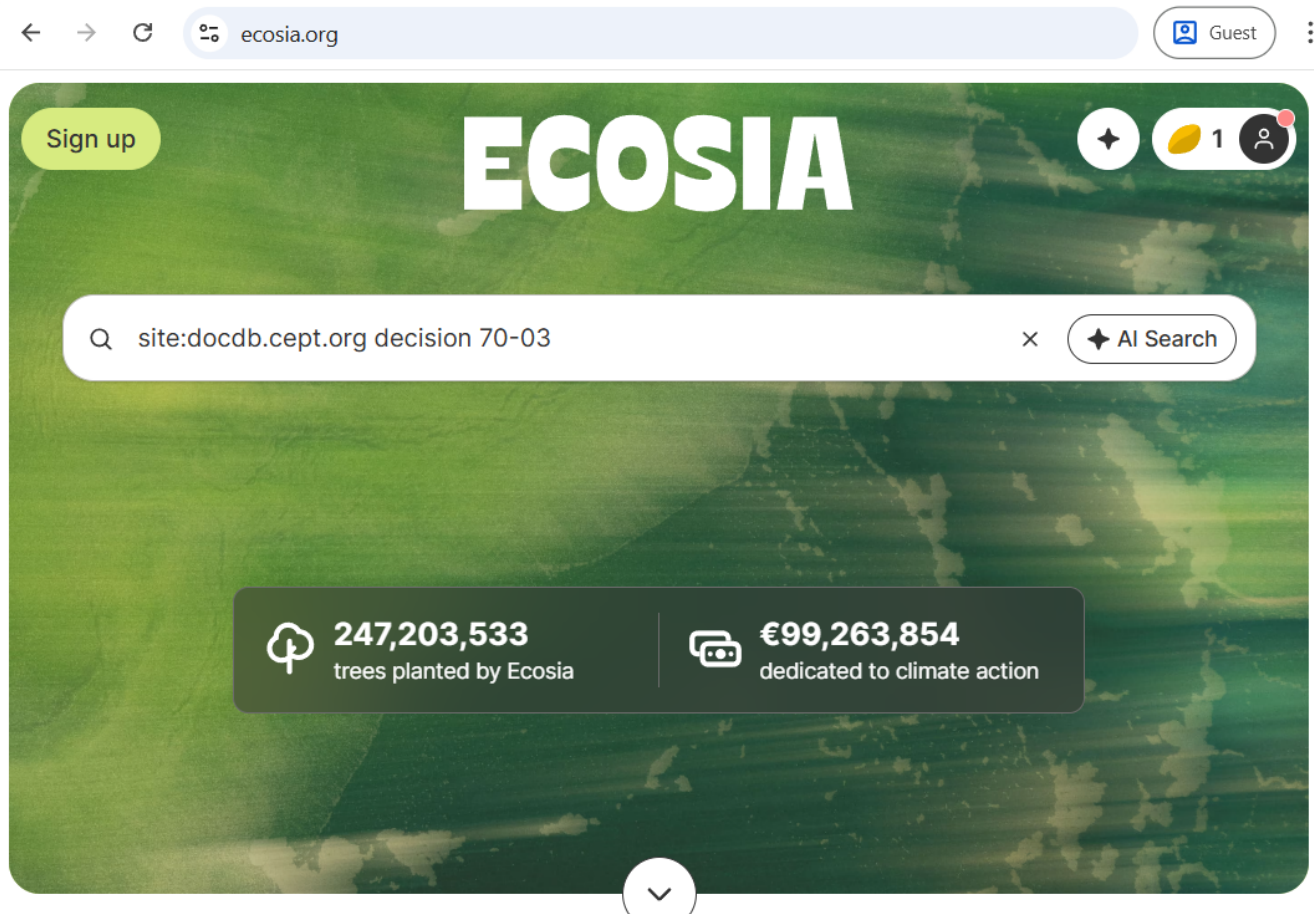 ecosia.org
Guest
Sign up
ECOSIA
1
site:docdb.cept.org decision 70-03
AI Search
247,203,533
trees planted by Ecosia
€99,263,854
dedicated to climate action